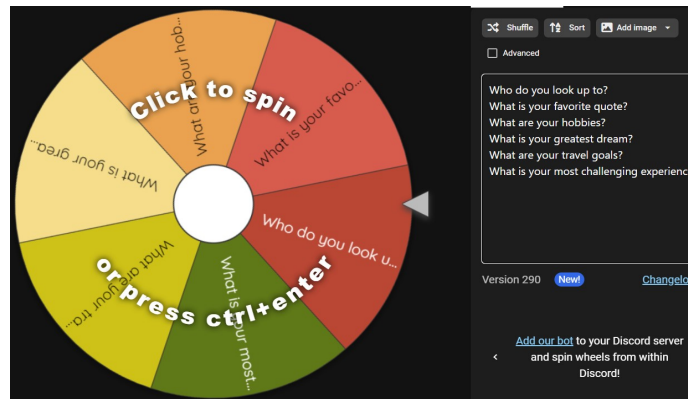 What are your hob...
What is your favo...
Who do you look u...
What is your most...
What are your tra...
What is your grea...
Click to spin
or press ctrl+enter
Shuffle
Sort
Add image
Advanced
Who do you look up to?
What is your favorite quote?
What are your hobbies?
What is your greatest dream?
What are your travel goals?
What is your most challenging experienc
Version 290
New!
Changelo
Add our bot to your Discord server
and spin wheels from within
Discord!